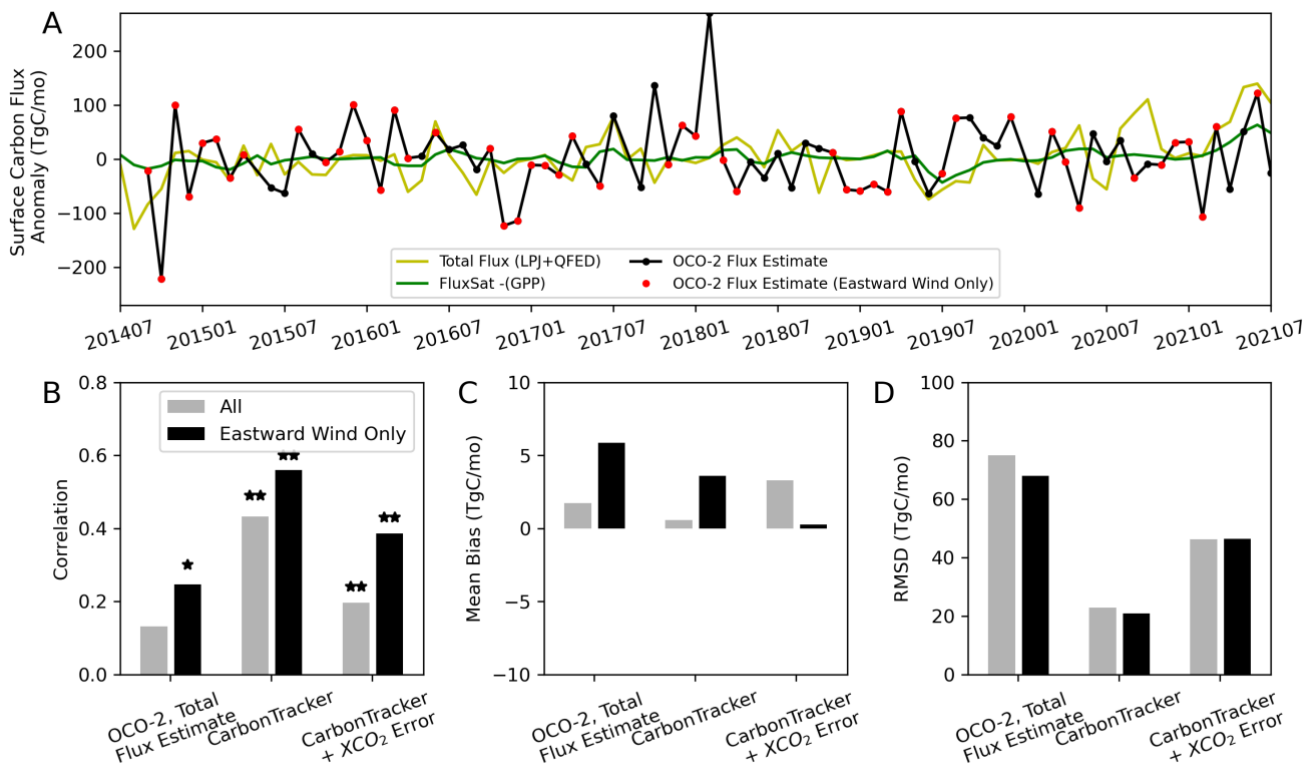 A
Surface Carbon Flux
Anomaly (TgC/mo)
200
100
0
−100
−200
Total Flux (LPJ+QFED)
FluxSat -(GPP)
OCO-2 Flux Estimate
OCO-2 Flux Estimate (Eastward Wind Only)
201407
201501
201507
201601
201607
201701
201707
201801
201807
201901
201907
202001
202007
202101
202107
B
Correlation
0.8
0.6
0.4
0.2
0.0
All
Eastward Wind Only
★★
★★
★
★★
★★
OCO-2, Total
Flux Estimate
CarbonTracker
CarbonTracker
+ XCO₂ Error
C
Mean Bias (TgC/mo)
10
5
0
−5
−10
OCO-2, Total
Flux Estimate
CarbonTracker
CarbonTracker
+ XCO₂ Error
D
RMSD (TgC/mo)
100
80
60
40
20
0
OCO-2, Total
Flux Estimate
CarbonTracker
CarbonTracker
+ XCO₂ Error